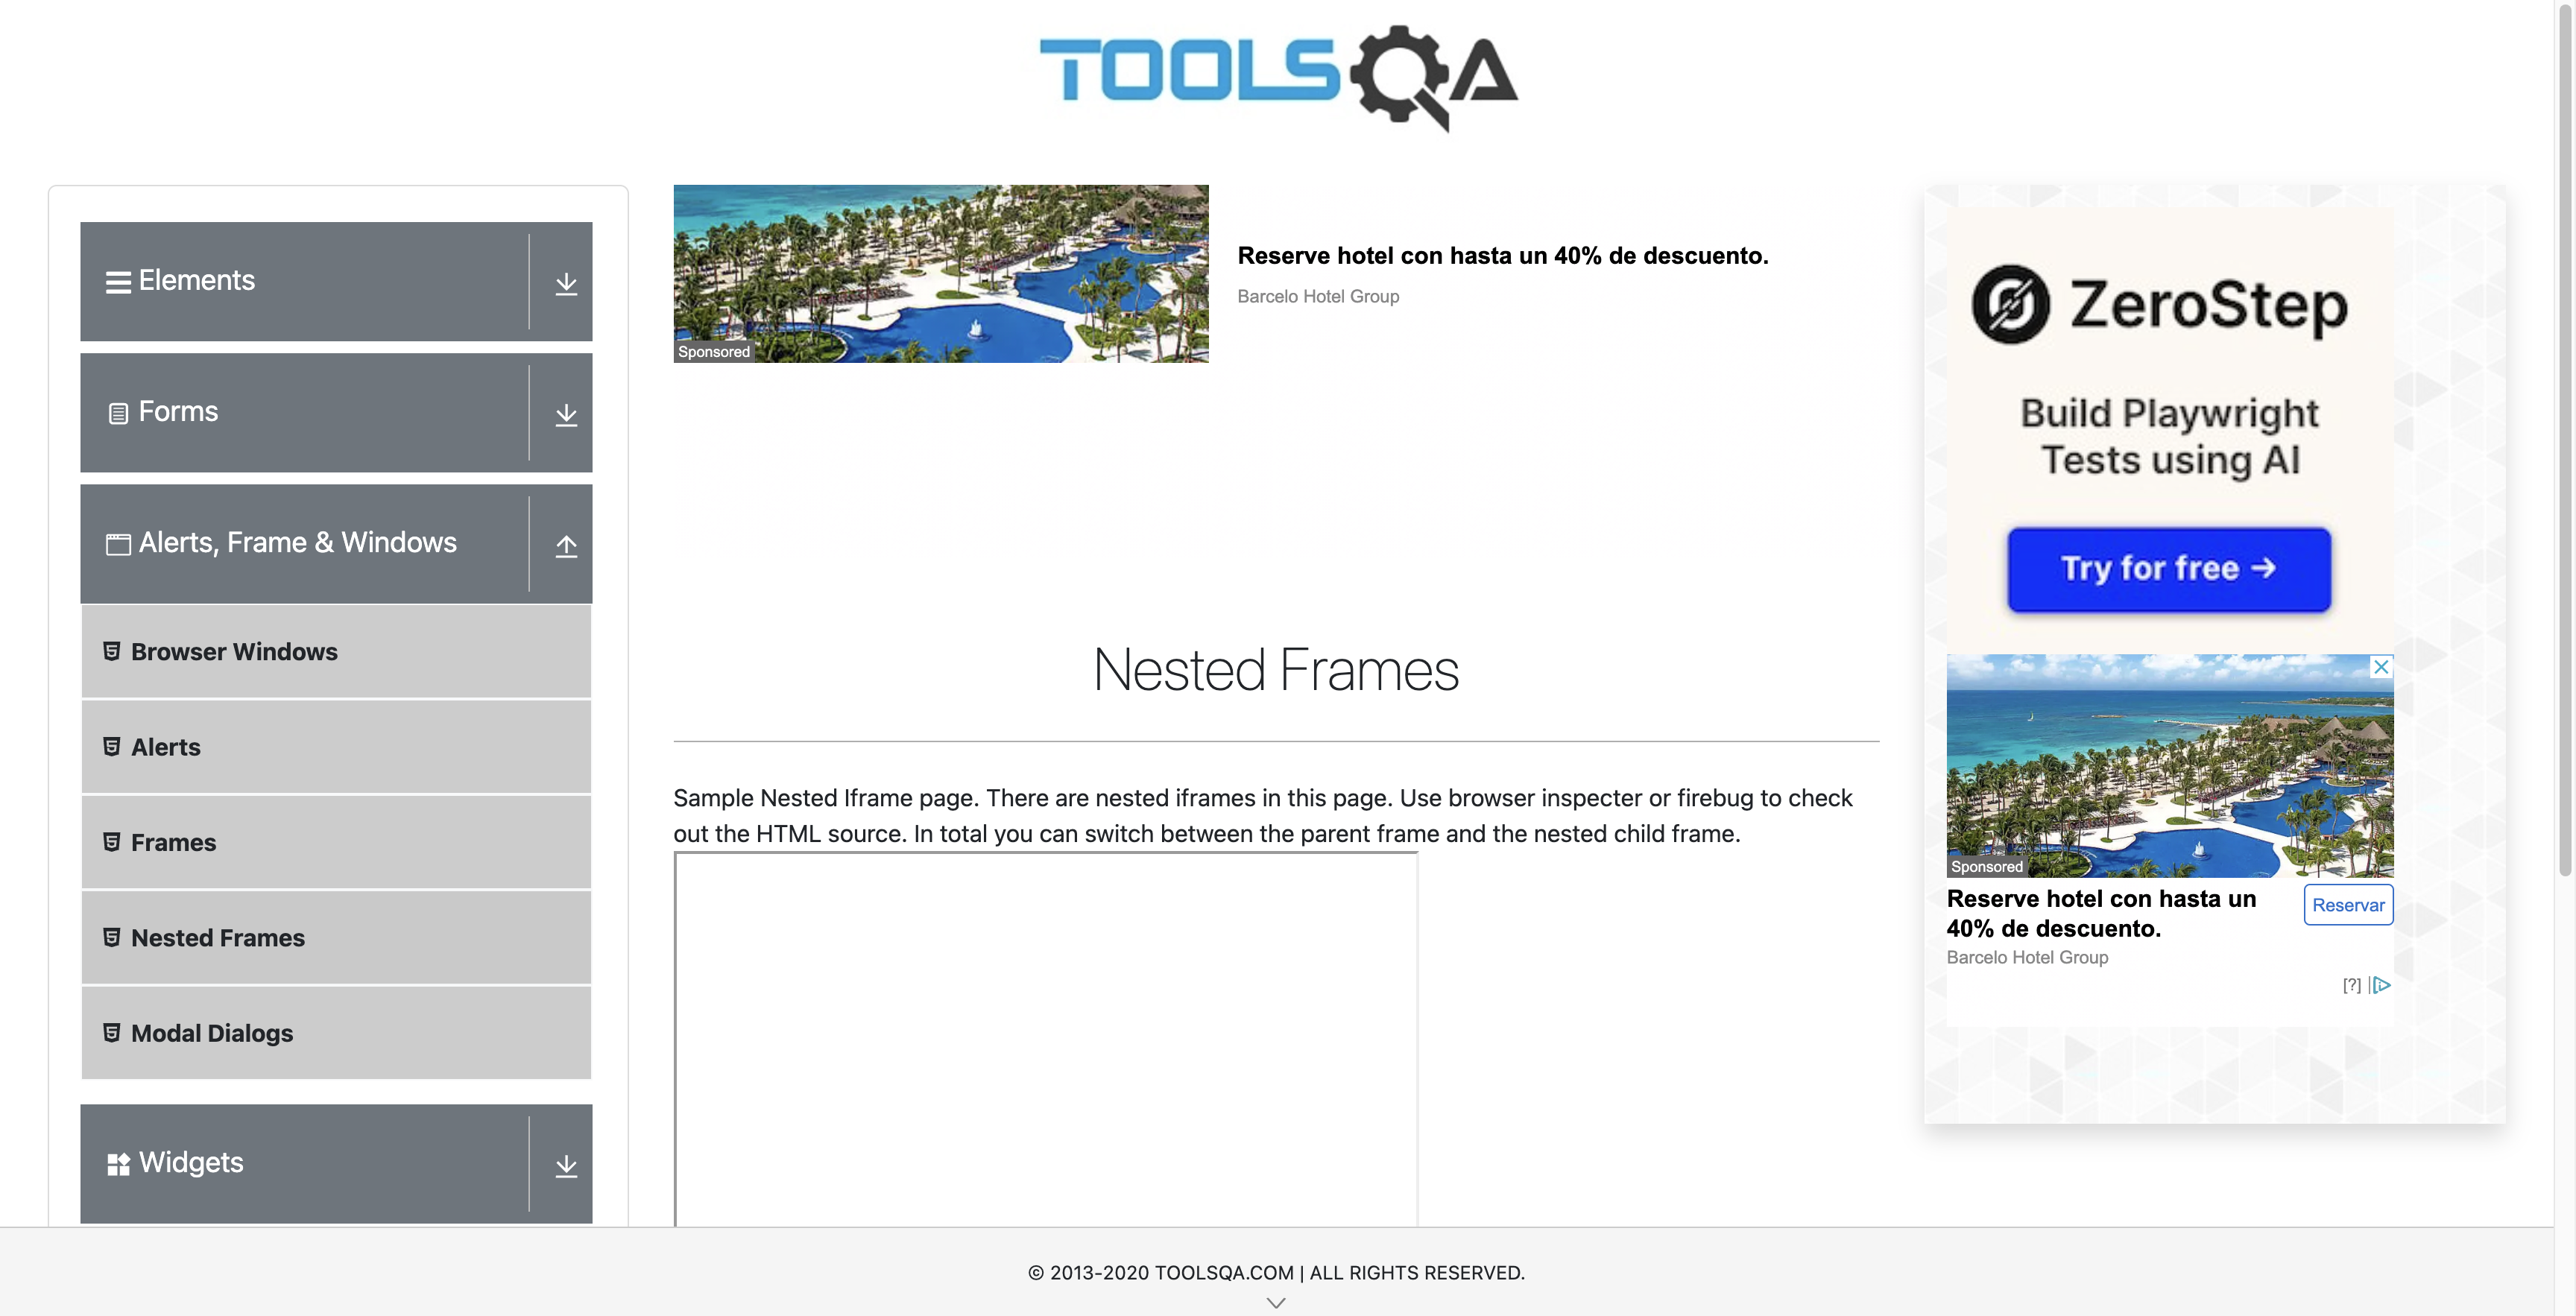 TOOLSQA
Elements
Forms
Alerts, Frame & Windows
Browser Windows
Alerts
Frames
Nested Frames
Modal Dialogs
Widgets
Sponsored
Reserve hotel con hasta un 40% de descuento.
Barcelo Hotel Group
Nested Frames
Sample Nested Iframe page. There are nested iframes in this page. Use browser inspecter or firebug to check
out the HTML source. In total you can switch between the parent frame and the nested child frame.
ZeroStep
Build Playwright
Tests using AI
Try for free →
Sponsored
Reserve hotel con hasta un
40% de descuento.
Barcelo Hotel Group
Reservar
[?]
© 2013-2020 TOOLSQA.COM | ALL RIGHTS RESERVED.